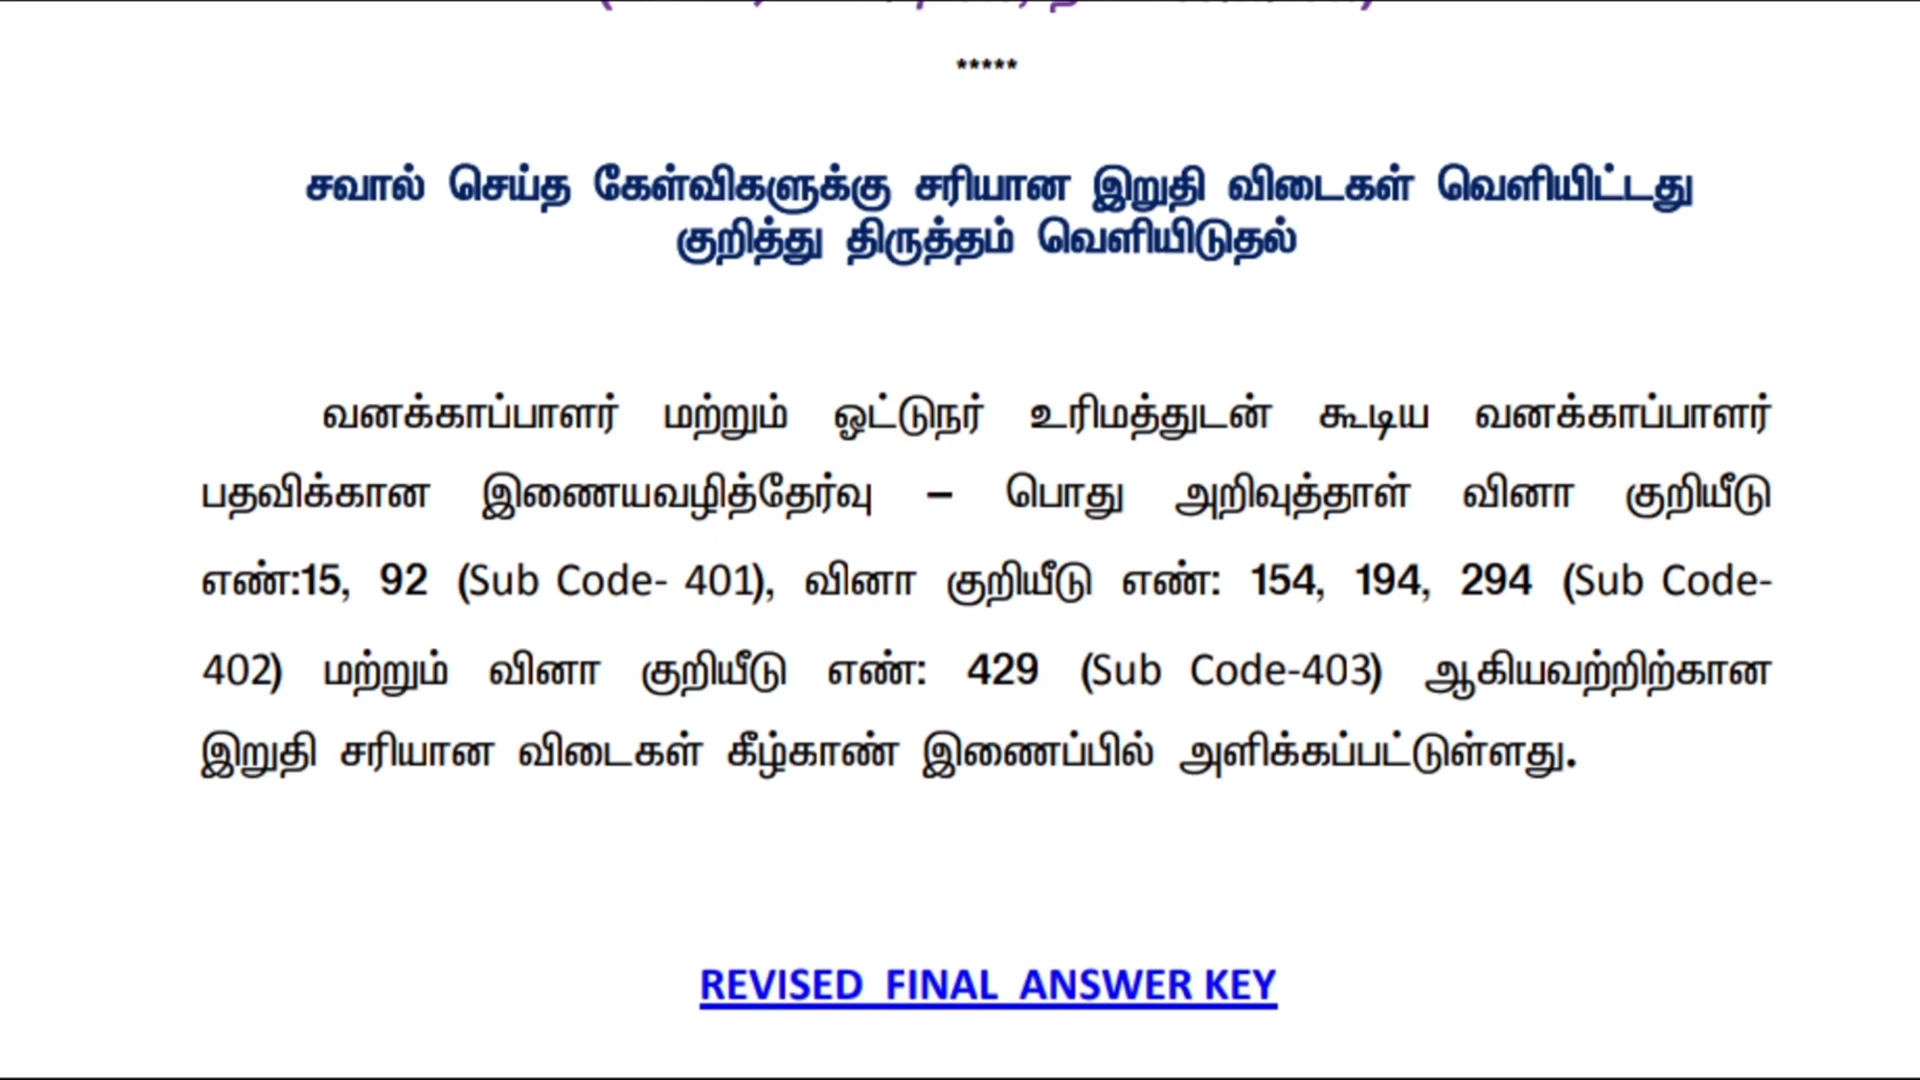 *****
சவால் செய்த கேள்விகளுக்கு சரியான இறுதி விடைகள் வெளியிட்டது
குறித்து திருத்தம் வெளியிடுதல்
வனக்காப்பாளர் மற்றும் ஓட்டுநர் உரிமத்துடன் கூடிய வனக்காப்பாளர்
பதவிக்கான இணையவழித்தேர்வு – பொது அறிவுத்தாள் வினா குறியீடு
எண்:15, 92 (Sub Code- 401), வினா குறியீடு எண்: 154, 194, 294 (Sub Code-
402) மற்றும் வினா குறியீடு எண்: 429 (Sub Code-403) ஆகியவற்றிற்கான
இறுதி சரியான விடைகள் கீழ்காண் இணைப்பில் அளிக்கப்பட்டுள்ளது.
REVISED FINAL ANSWER KEY